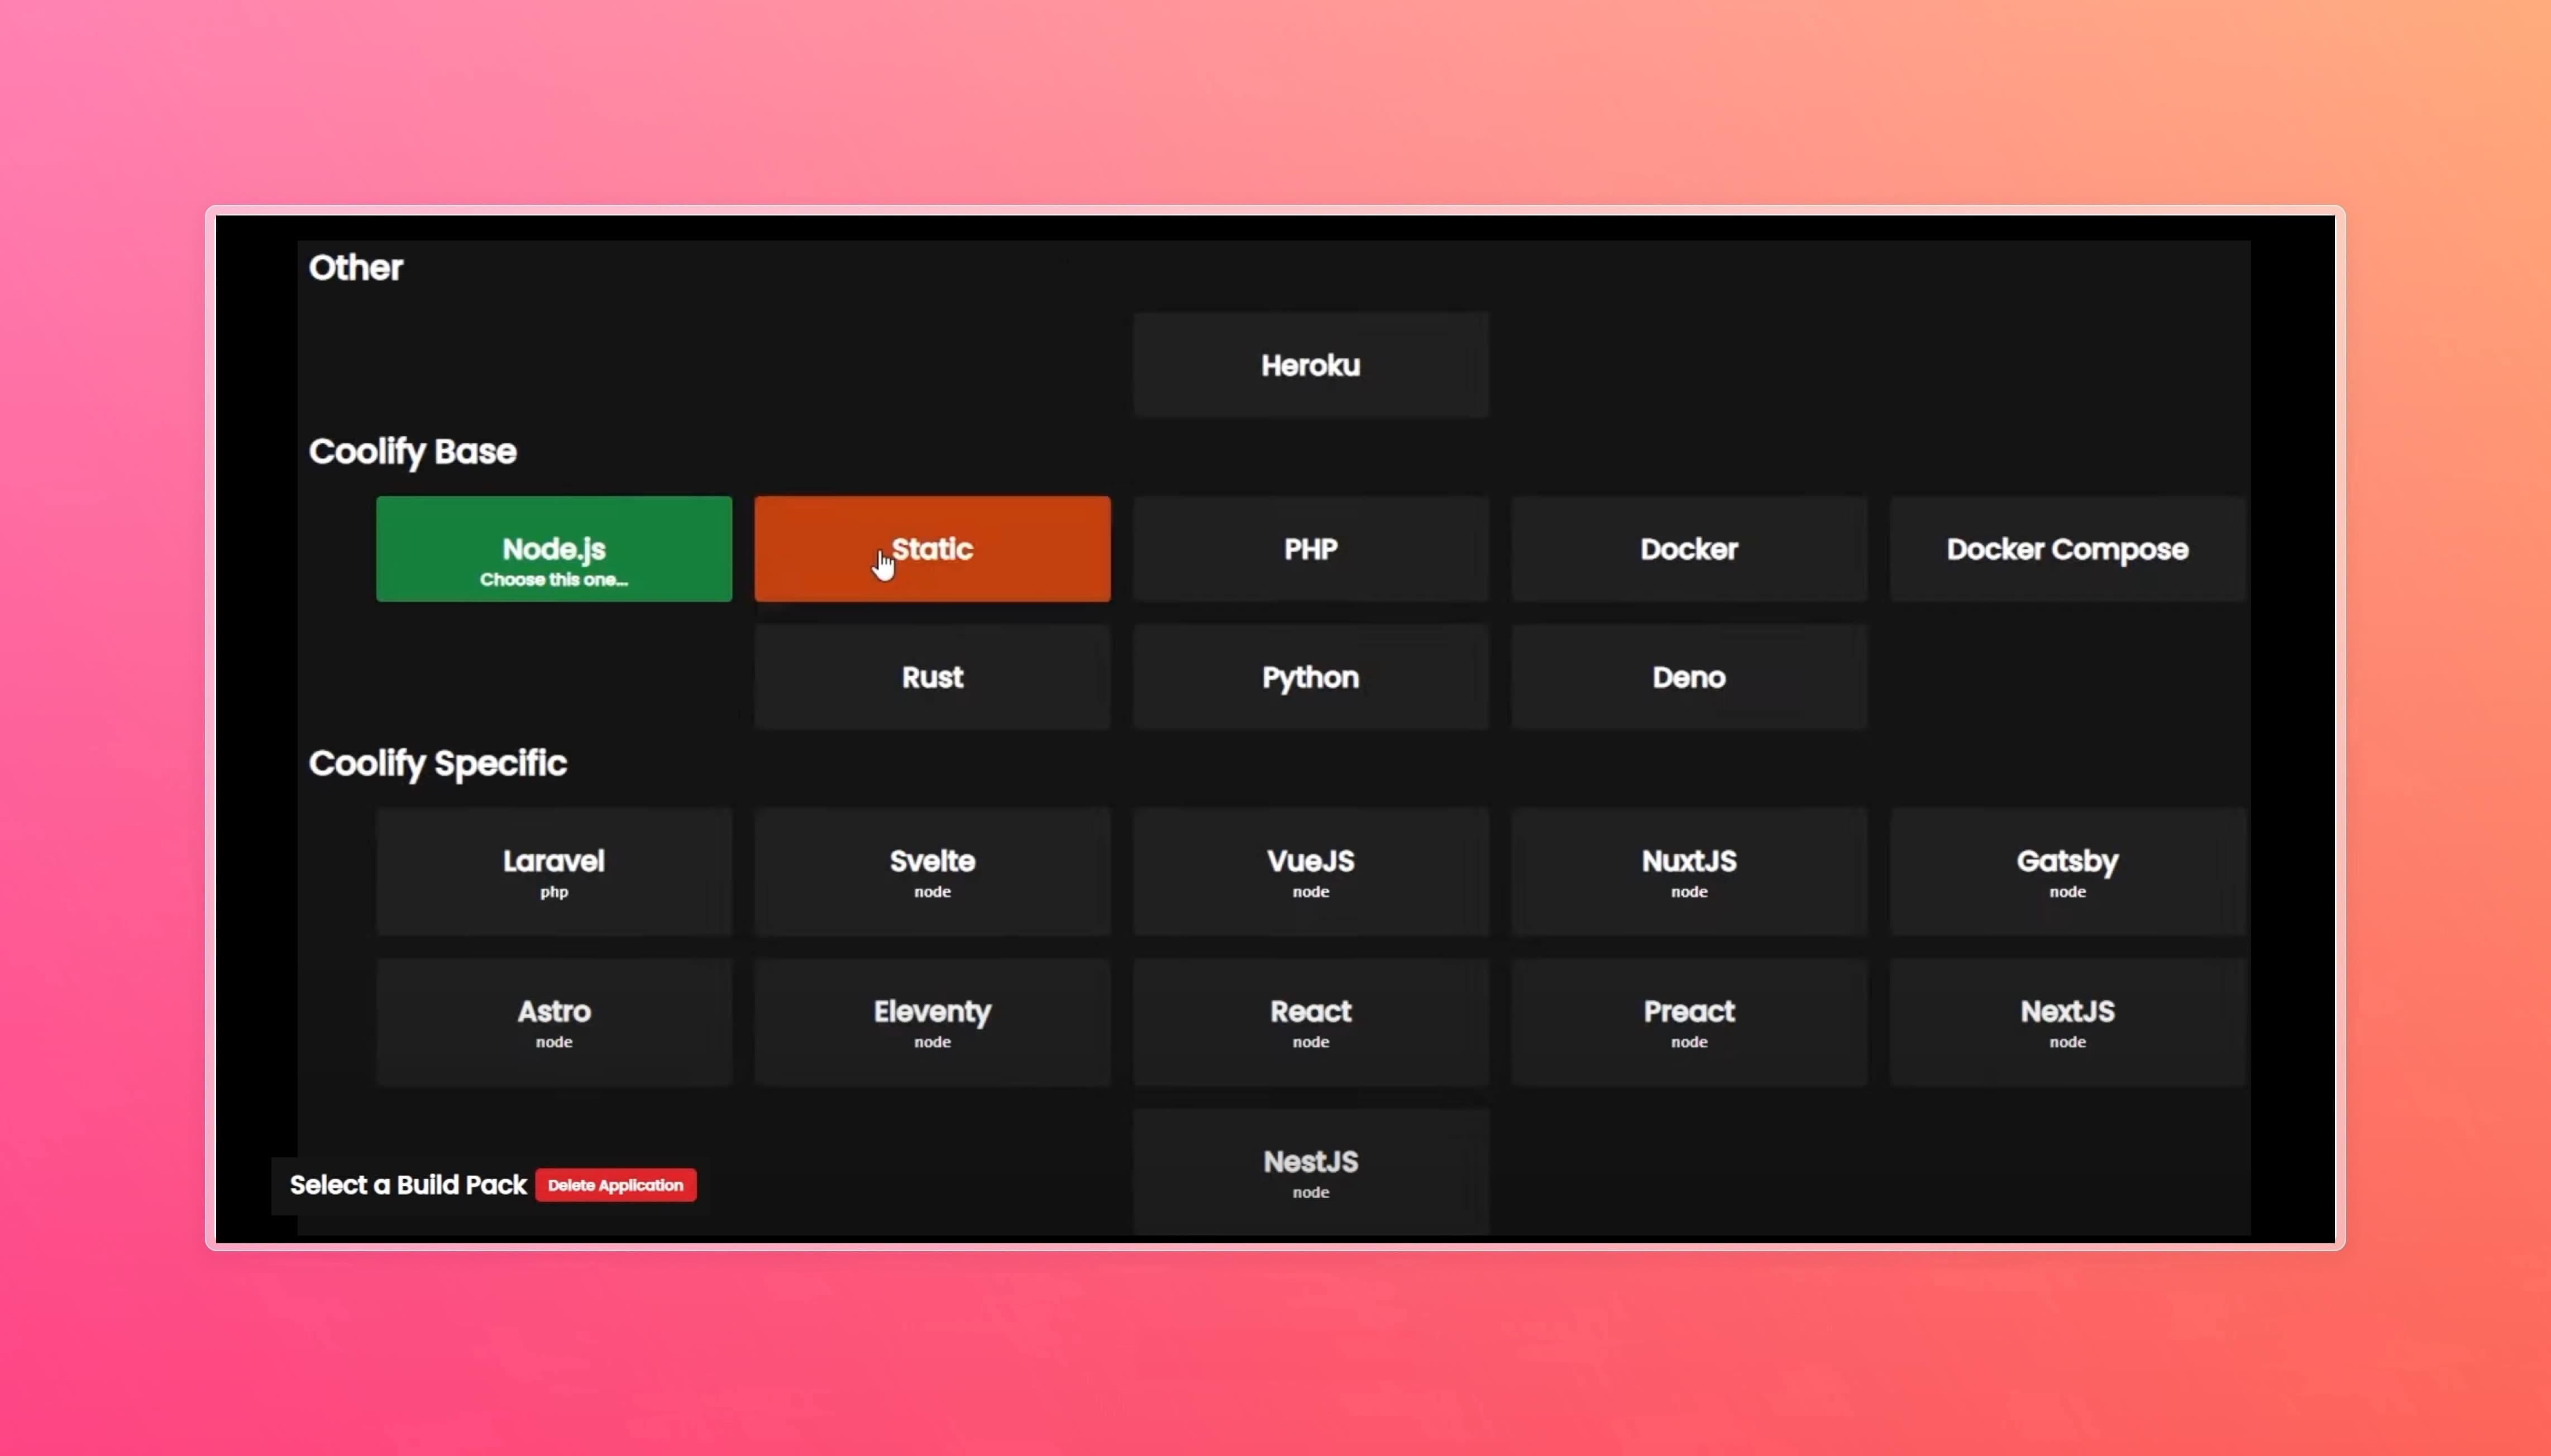 Other
Heroku
Coolify Base
Node.js
Choose this one...
Static
PHP
Docker
Docker Compose
Rust
Python
Deno
Coolify Specific
Laravel
php
Svelte
node
VueJS
node
NuxtJS
node
Gatsby
node
Astro
node
Eleventy
node
React
node
Preact
node
NextJS
node
NestJS
node
Select a Build Pack
Delete Application